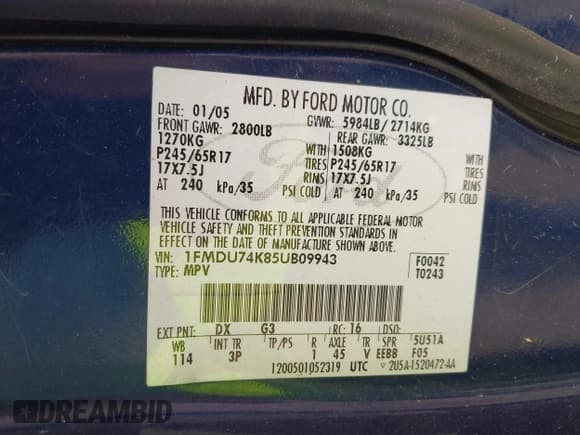 MFD. BY FORD MOTOR CO.
DATE: 01/05 GVWR: 5984LB/ 2714KG
FRONT GAWR: 2800LB REAR GAWR: 3325LB
1270KG 1508KG WITH
P245/65R17 TIRES P245/65R17 TIRES
17X7.5J RIMS 17X7.5J RIMS
AT 240 kPa/35 PSI COLD AT 240 kPa/35 PSI COLD
Ford
THIS VEHICLE CONFORMS TO ALL APPLICABLE FEDERAL MOTOR
VEHICLE SAFETY AND THEFT PREVENTION STANDARDS IN
EFFECT ON THE DATE OF MANUFACTURE SHOWN ABOVE.
VIN: 1FMDU74K85UB09943 F0042
TYPE: MPV T0243
EXT PNT: DX G3 RC: 16 DSO:
WB INT TR TP/PS R AXLE TR SPR 5U51A
114 3P 1 45 V EEBB F05
1200501052319 UTC 2U5A-1520472-AA
DREAMBID